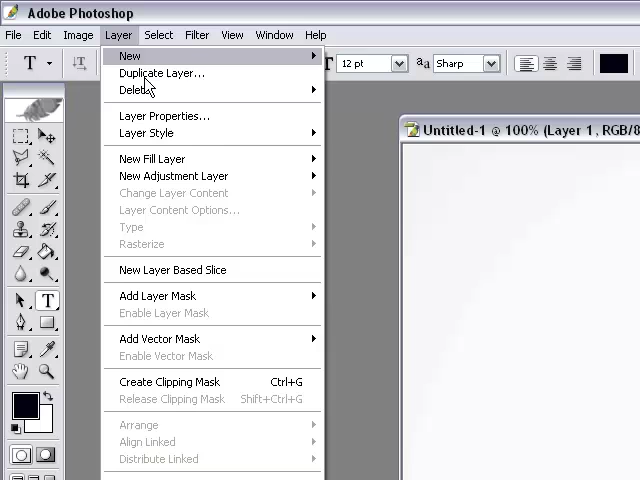 Adobe Photoshop
File Edit Image Layer Select Filter View Window Help
T T T 12 pt aa Sharp
New
Duplicate Layer...
Delete
Layer Properties...
Layer Style
Untitled-1 @ 100% (Layer 1, RGB/8
New Fill Layer
New Adjustment Layer
Change Layer Content
Layer Content Options...
Type
Rasterize
New Layer Based Slice
Add Layer Mask
T
Enable Layer Mask
Add Vector Mask
Enable Vector Mask
Create Clipping Mask Ctrl+G
Release Clipping Mask Shift+Ctrl+G
Arrange
Align Linked
Distribute Linked